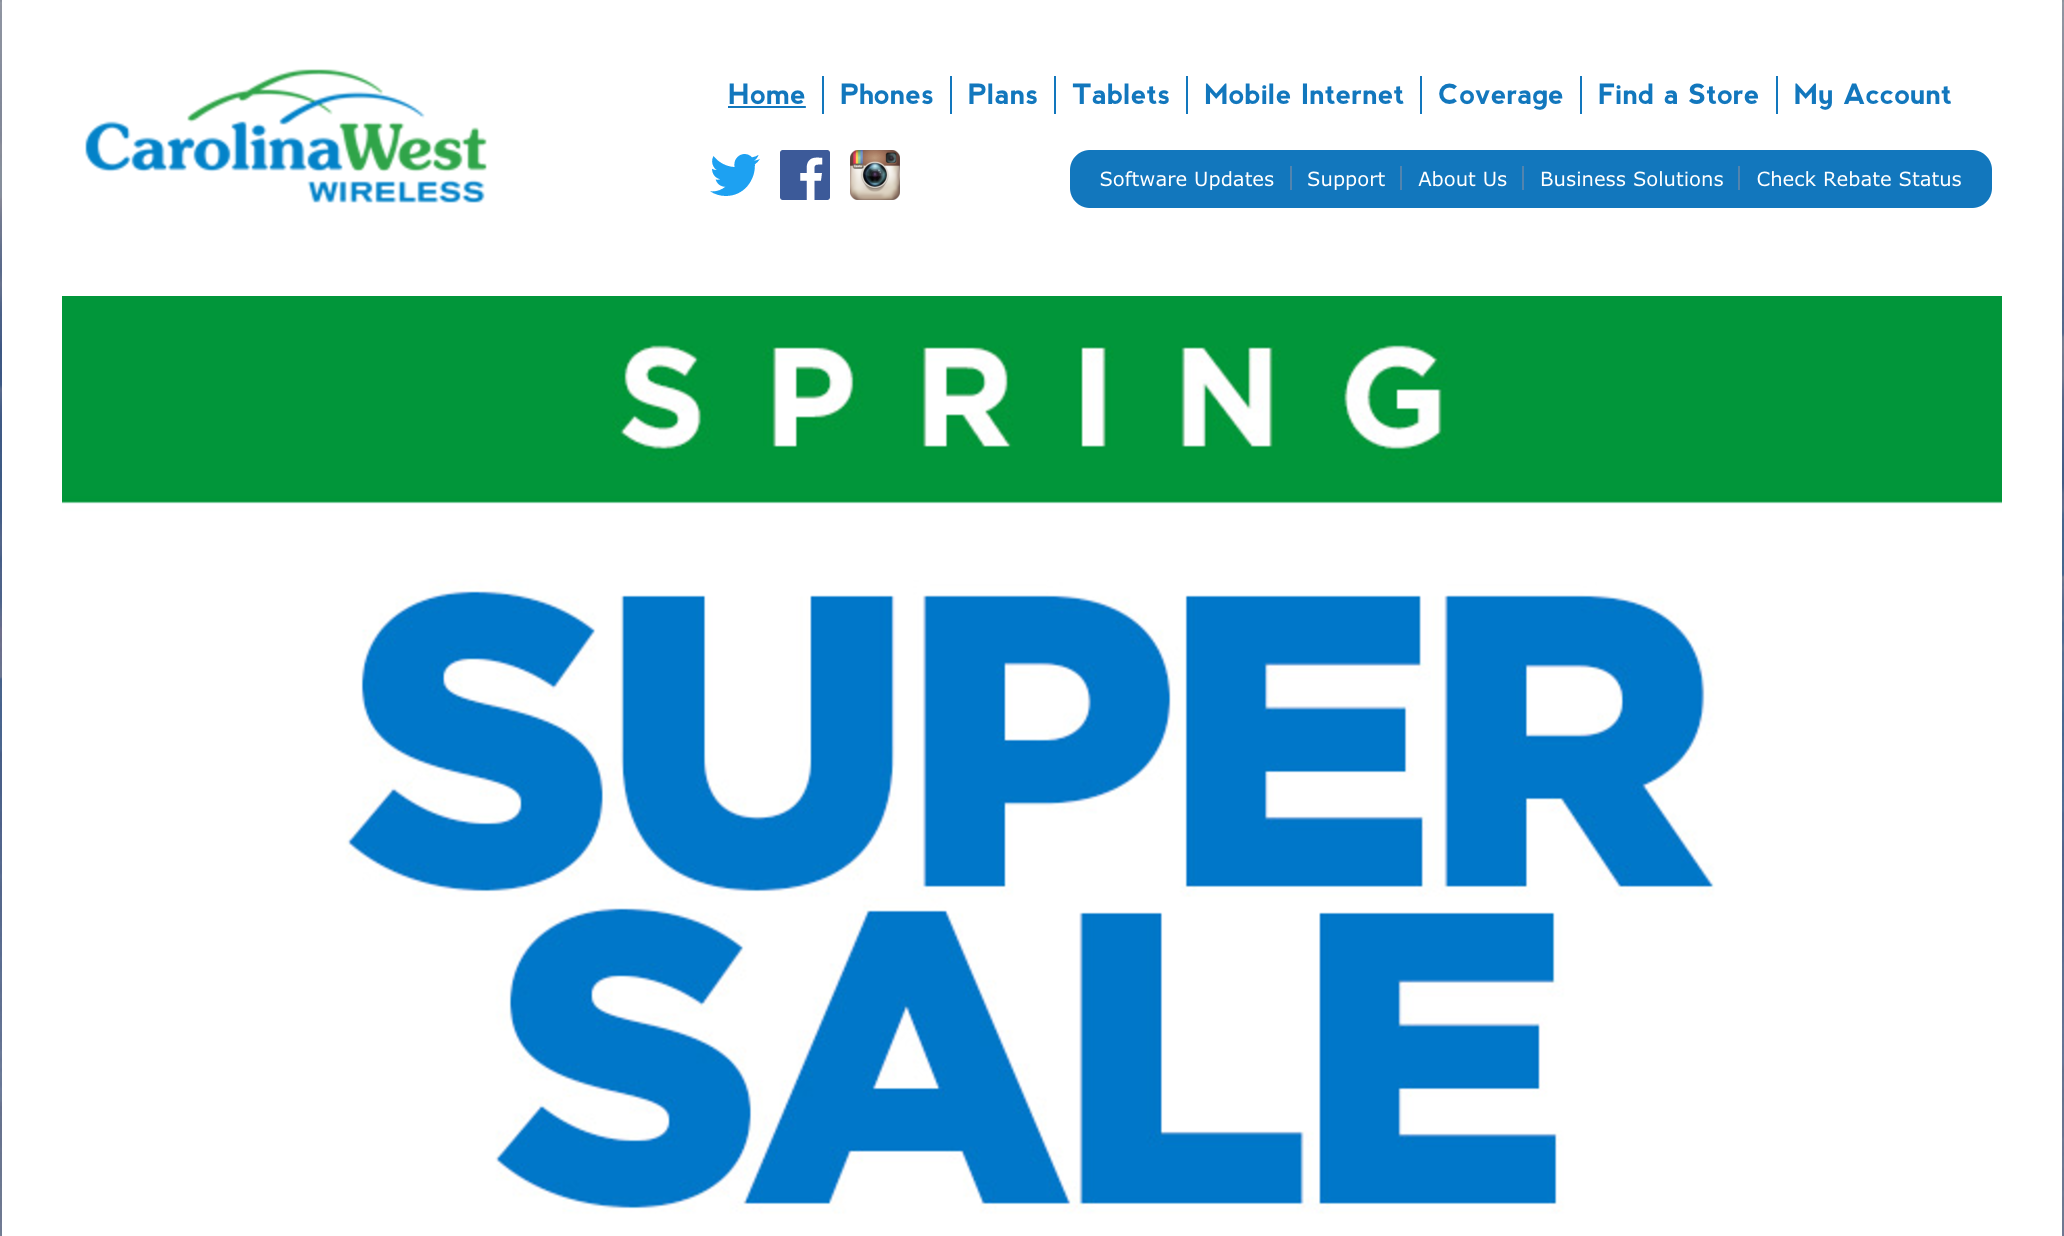 CarolinaWest
WIRELESS
Home Phones Plans Tablets Mobile Internet Coverage Find a Store My Account
Software Updates Support About Us Business Solutions Check Rebate Status
SPRING
SUPER
SALE